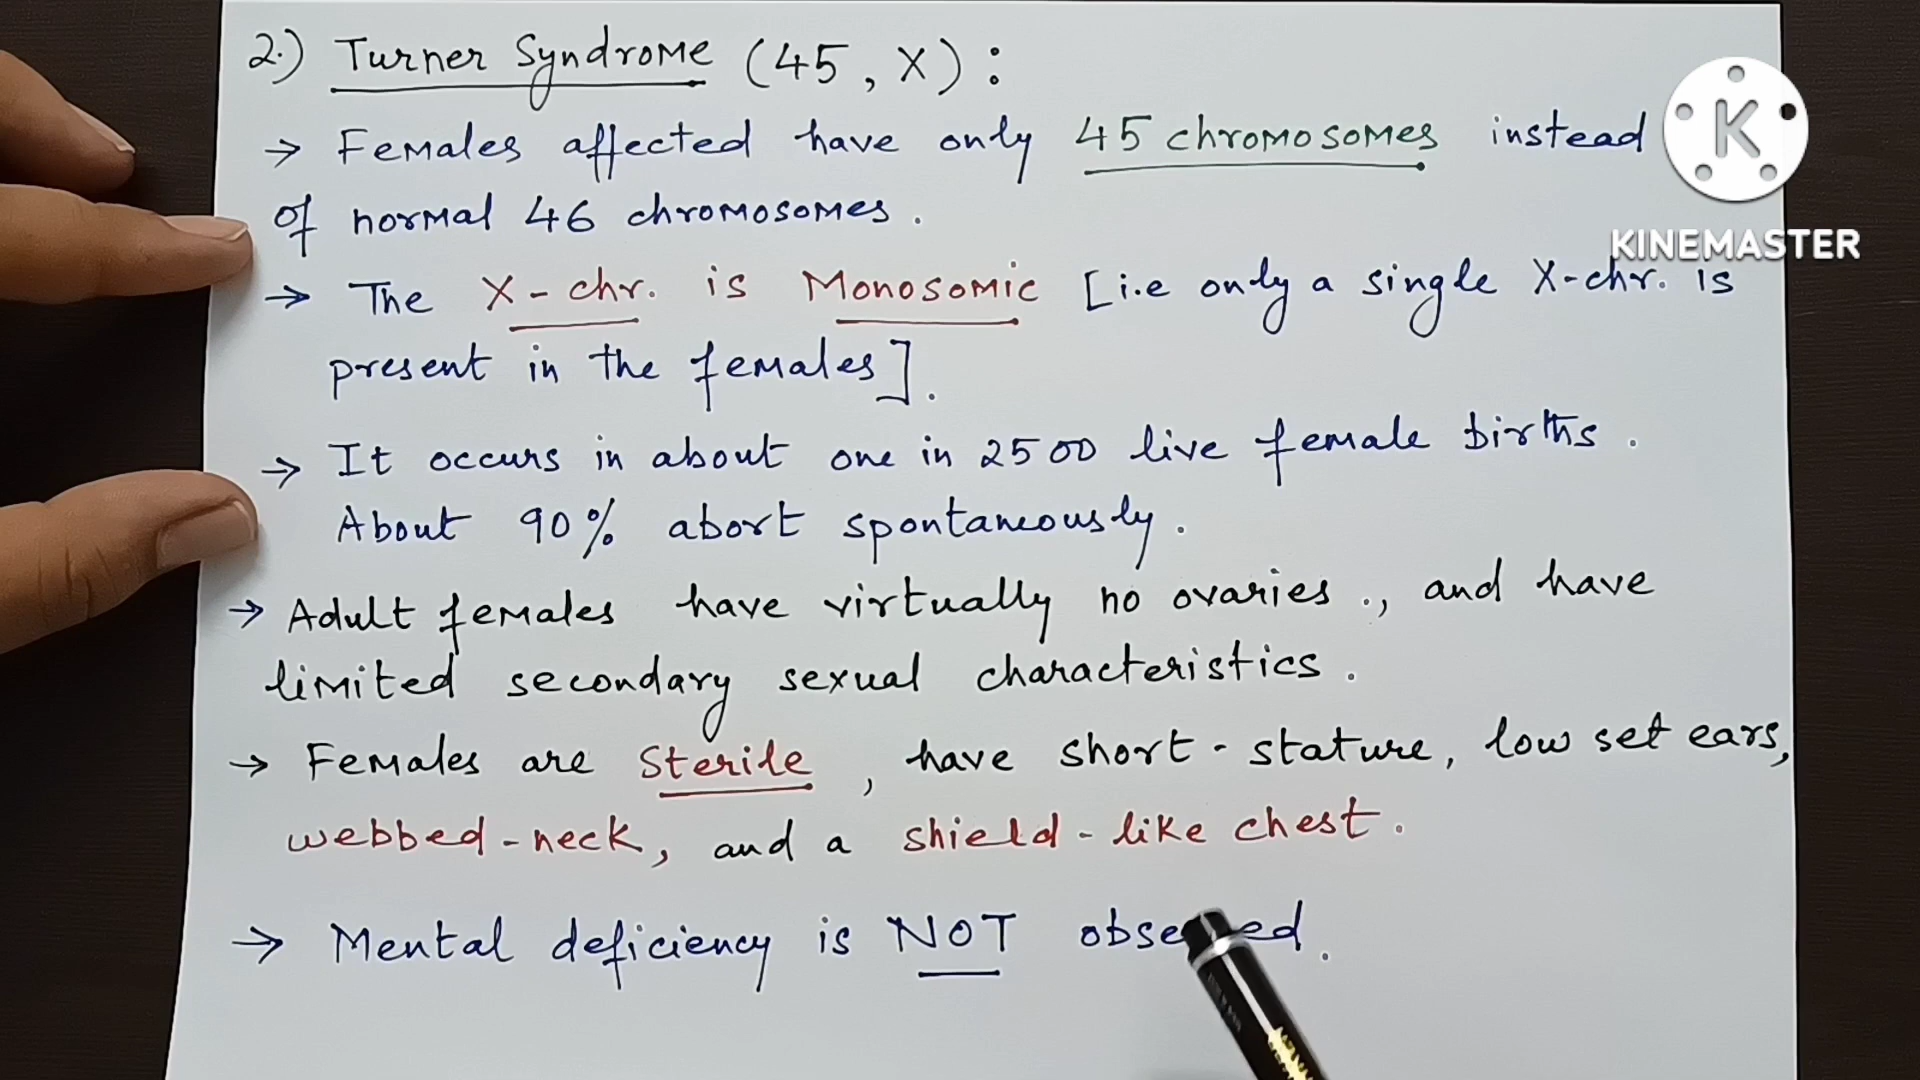 2.) Turner Syndrome (45, X) :
→ Females affected have only 45 chromosomes instead
of normal 46 chromosomes.
→ The X-chr. is Monosomic [i.e only a single X-chr. is
present in the females].
→ It occurs in about one in 2500 live female births.
About 90% abort spontaneously.
→ Adult females have virtually no ovaries., and have
limited secondary sexual characteristics.
→ Females are sterile, have short-stature, low set ears,
webbed-neck, and a shield-like chest.
→ Mental deficiency is NOT observed.
K
KINEMASTER